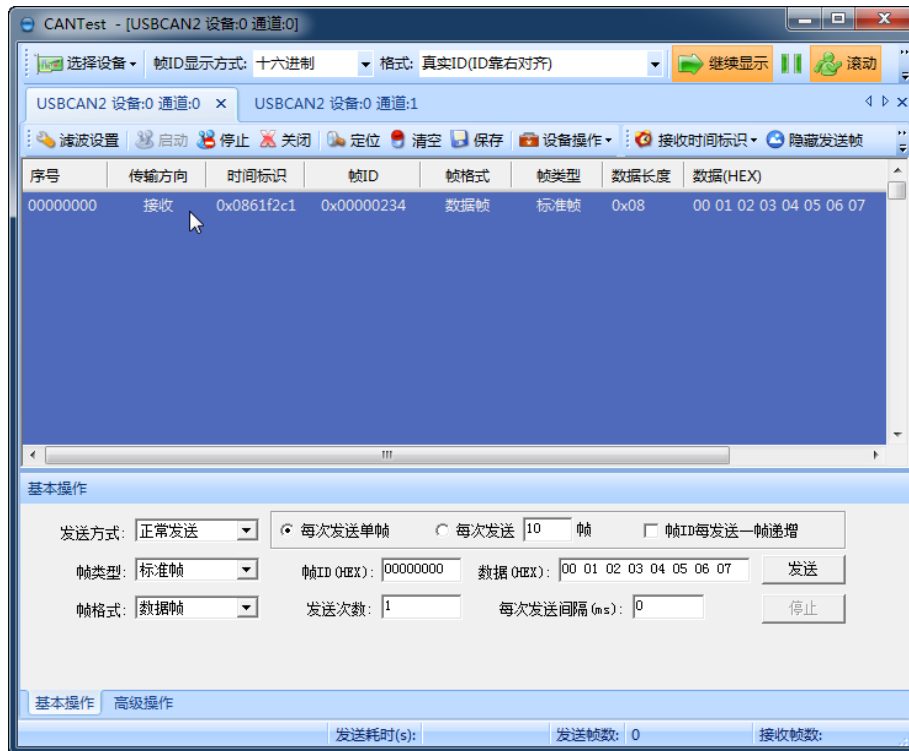 CANTest - [USBCAN2 设备:0 通道:0]
选择设备 帧ID显示方式: 十六进制 格式: 真实ID(ID靠右对齐) 继续显示 滚动
USBCAN2 设备:0 通道:0 × USBCAN2 设备:0 通道:1
滤波设置 启动 停止 关闭 定位 清空 保存 设备操作 接收时间标识 隐藏发送帧
序号 传输方向 时间标识 帧ID 帧格式 帧类型 数据长度 数据(HEX)
00000000 接收 0x0861f2c1 0x00000234 数据帧 标准帧 0x08 00 01 02 03 04 05 06 07
基本操作
发送方式: 正常发送 每次发送单帧 每次发送 10 帧 帧ID每发送一帧递增
帧类型: 标准帧 帧ID(HEX): 00000000 数据(HEX): 00 01 02 03 04 05 06 07 发送
帧格式: 数据帧 发送次数: 1 每次发送间隔(ms): 0 停止
基本操作 高级操作
发送耗时(s): 发送帧数: 0 接收帧数: